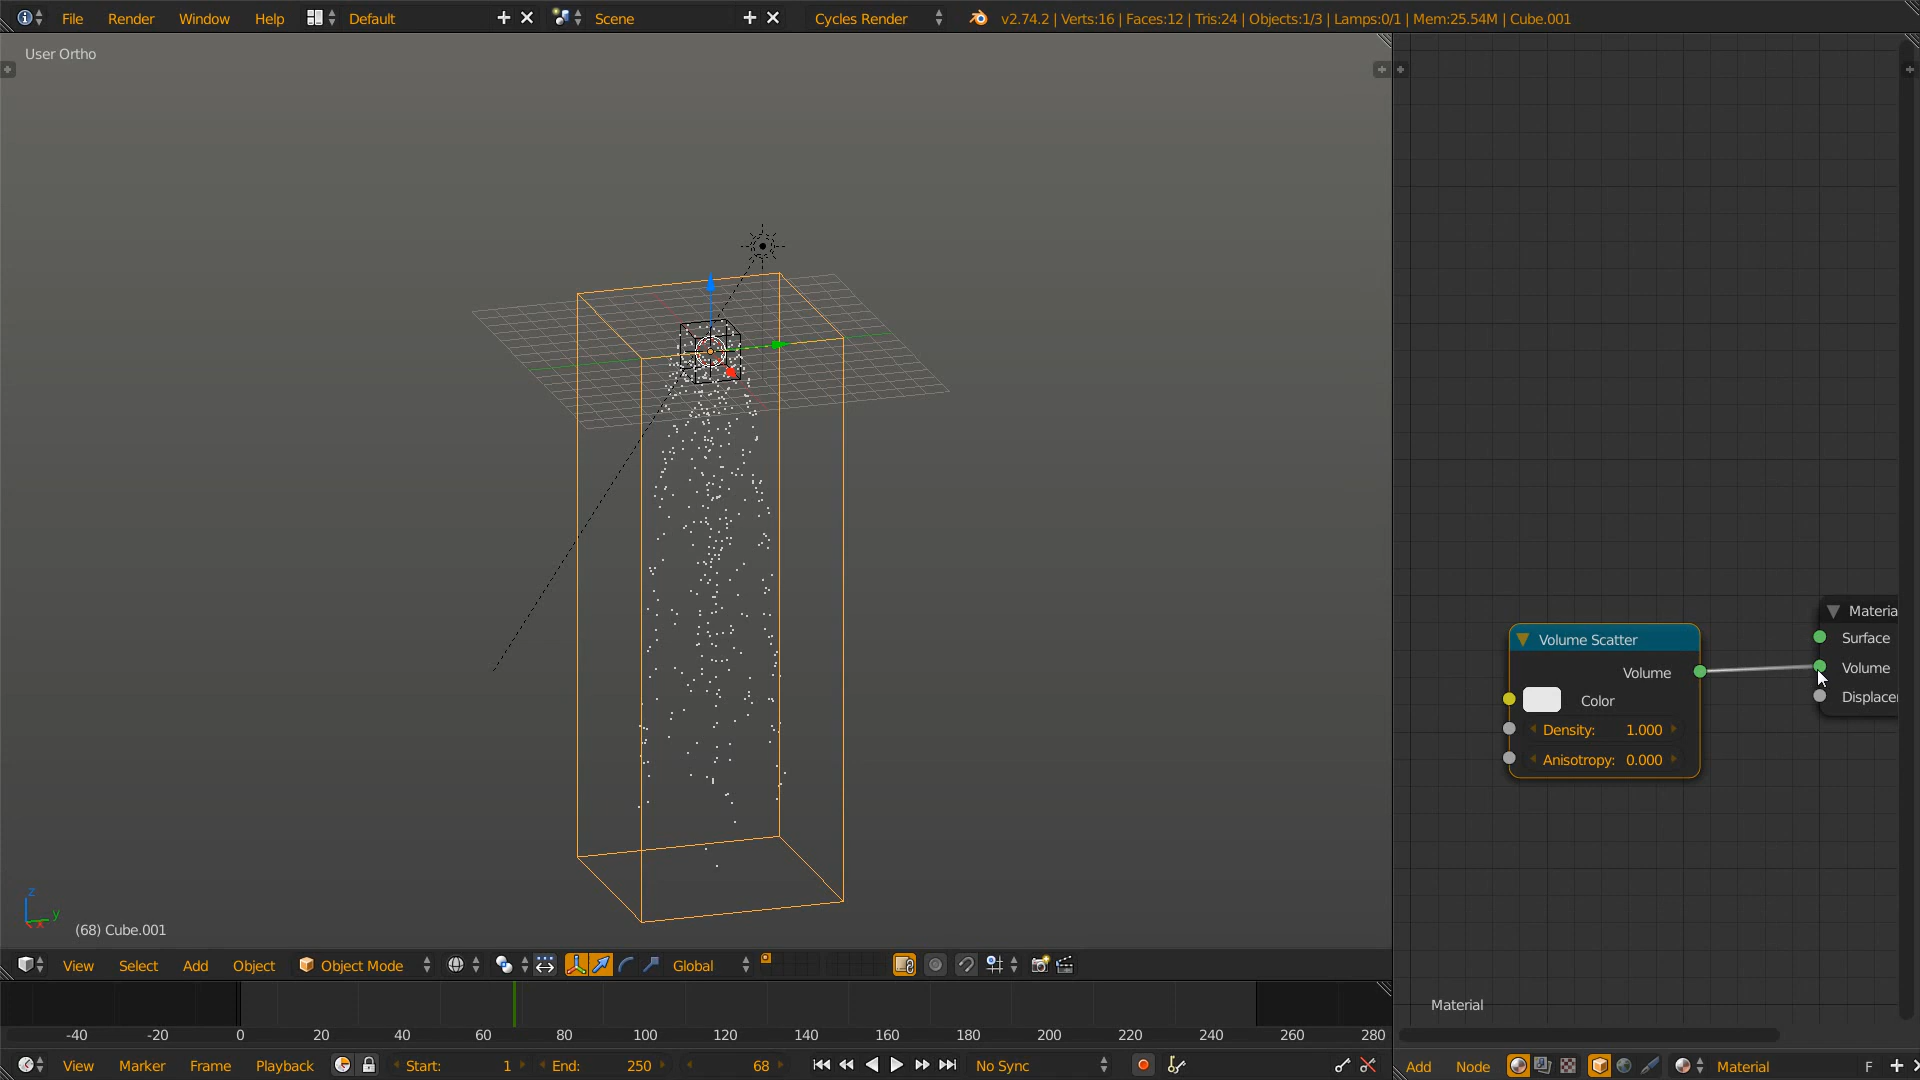 File Render Window Help Default Scene Cycles Render v2.74.2 | Verts:16 | Faces:12 | Tris:24 | Objects:1/3 | Lamps:0/1 | Mem:25.54M | Cube.001
User Ortho
Materia
Surface
Volume
Displace
Volume Scatter
Volume
Color
Density: 1.000
Anisotropy: 0.000
z
y
x
(68) Cube.001
View Select Add Object Object Mode Global
Material
-40 -20 0 20 40 60 80 100 120 140 160 180 200 220 240 260 280
View Marker Frame Playback Start: 1 End: 250 68 No Sync
Add Node Material F